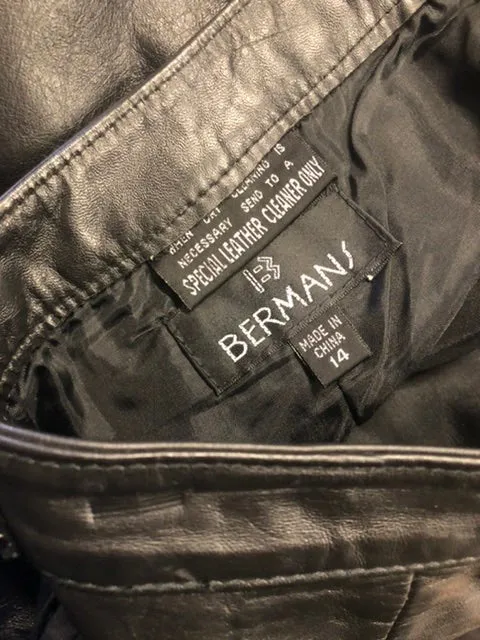 WHEN DRY CLEANING IS
NECESSARY SEND TO A
SPECIAL LEATHER CLEANER ONLY
B
BERMANS
MADE IN
CHINA
14